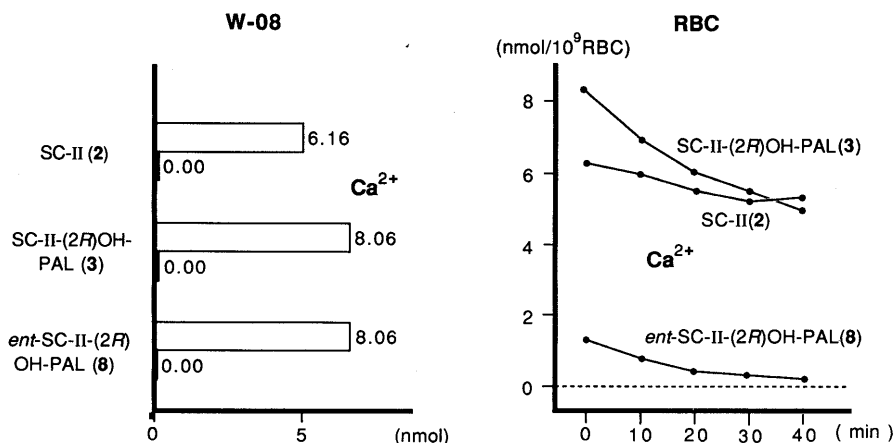 W-08
SC-II (2)
6.16
0.00
Ca2+
SC-II-(2R)OH-
PAL (3)
8.06
0.00
ent-SC-II-(2R)
OH-PAL (8)
8.06
0.00
0 5 (nmol)
RBC
(nmol/10^9RBC)
8
6
4
2
0
SC-II-(2R)OH-PAL(3)
SC-II(2)
Ca2+
ent-SC-II-(2R)OH-PAL(8)
0 10 20 30 40 (min)